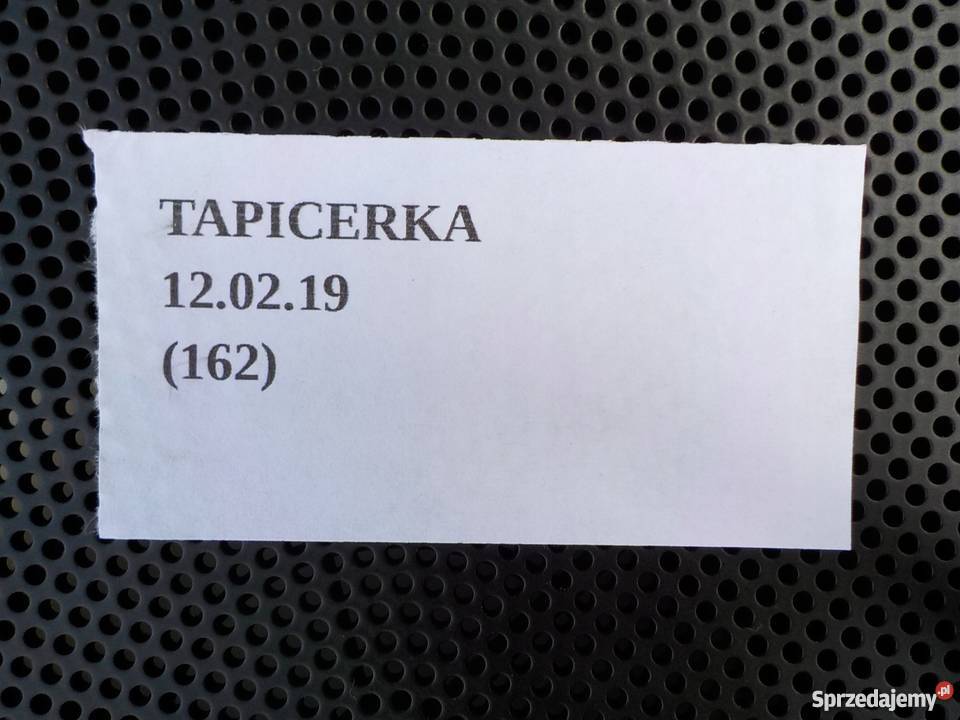 TAPICERKA
12.02.19
(162)
Sprzedajemy.pl